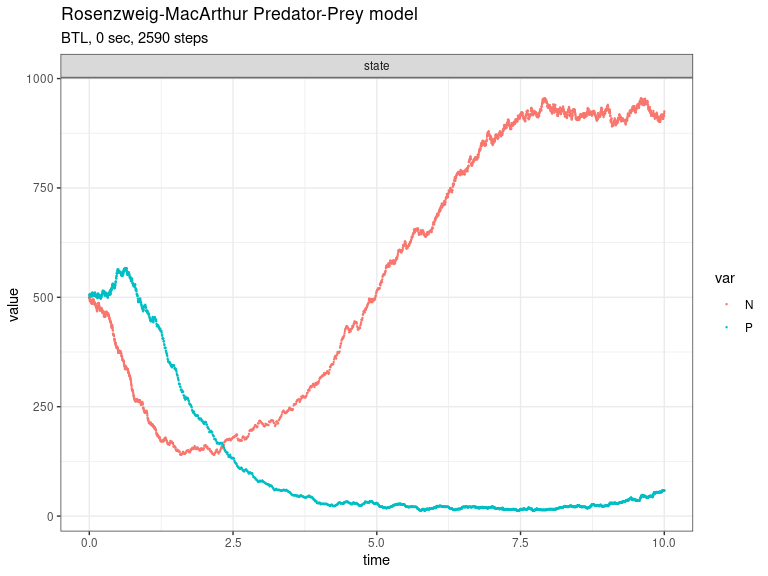 Rosenzweig-MacArthur Predator-Prey model
BTL, 0 sec, 2590 steps
state
1000
750
500
250
0
value
0.0
2.5
5.0
7.5
10.0
time
var
N
P